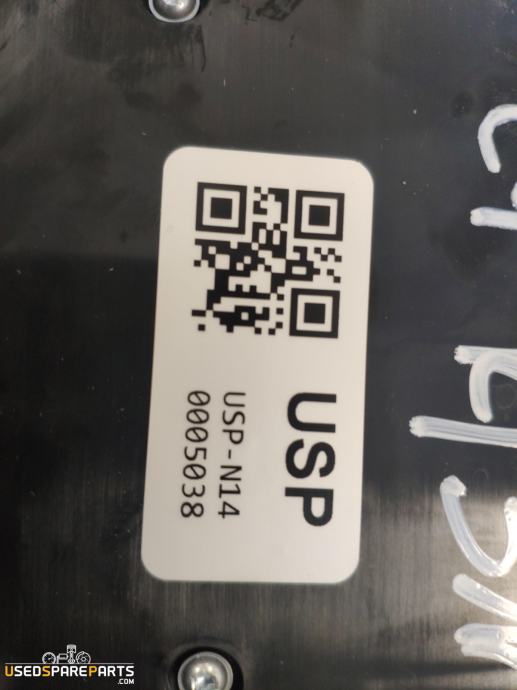 USP
USP-N14
0005038
USEDSPAREPARTS
.COM